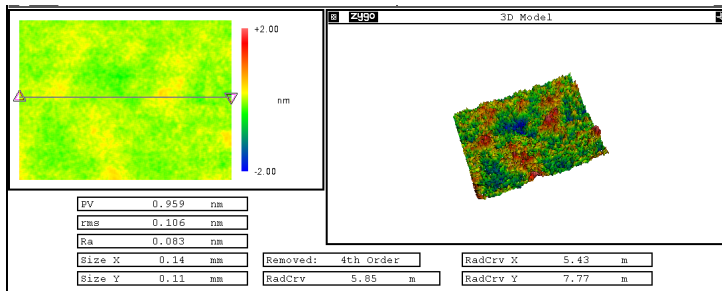 +2.00
nm
-2.00
zygo 3D Model
PV 0.959 nm
rms 0.106 nm
Ra 0.083 nm
Size X 0.14 mm
Size Y 0.11 mm
Removed: 4th Order
RadCrv 5.85 m
RadCrv X 5.43 m
RadCrv Y 7.77 m